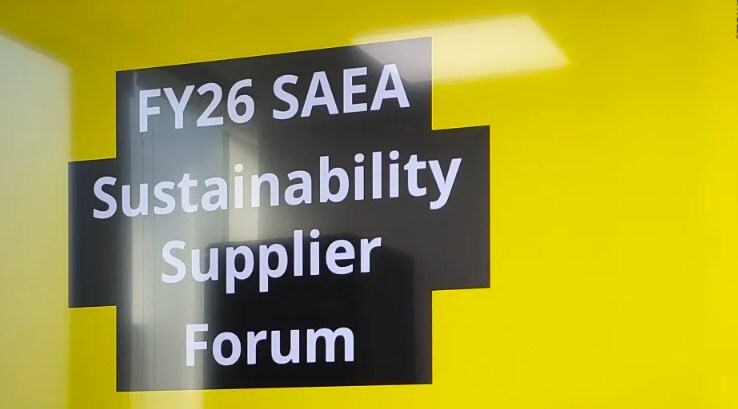 FY26 SAEA
Sustainability
Supplier
Forum